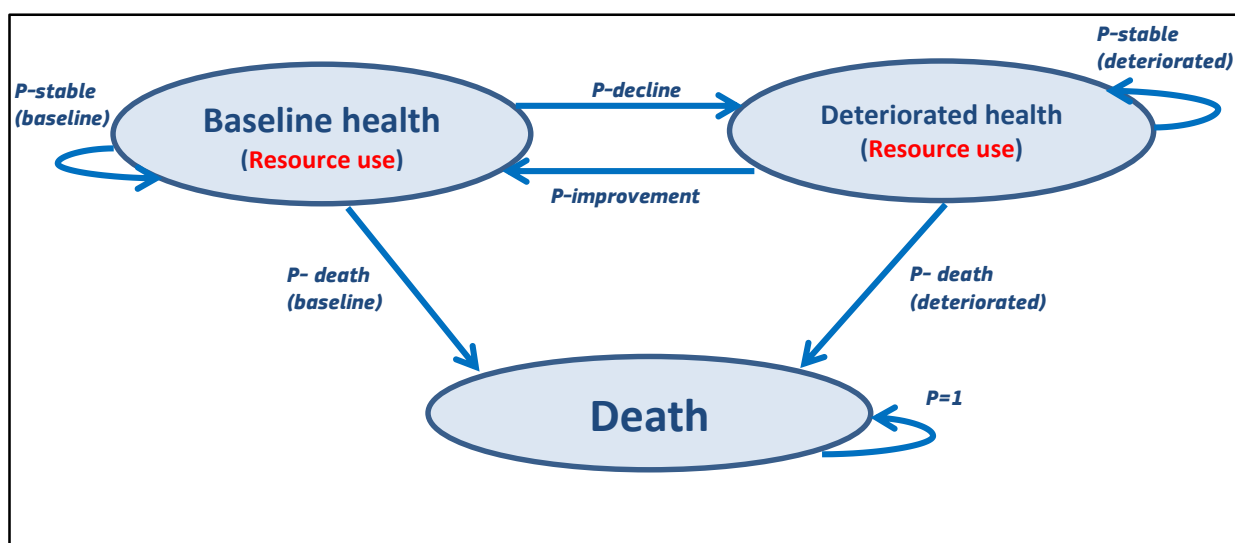 P-stable
(deteriorated)
P-stable
(baseline)
P-decline
Baseline health
(Resource use)
Deteriorated health
(Resource use)
P-improvement
P- death
(baseline)
P- death
(deteriorated)
Death
P=1